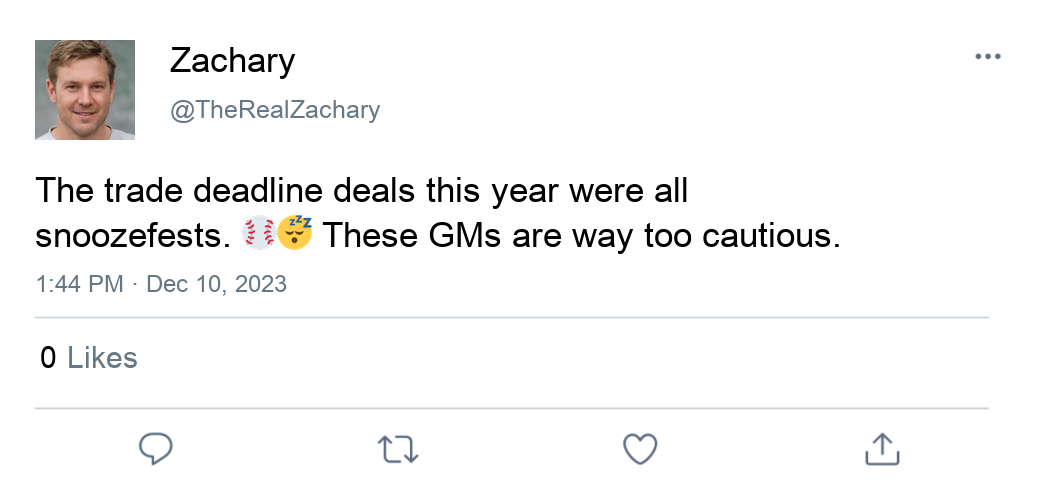 Zachary
@TheRealZachary
The trade deadline deals this year were all
snoozefests. ⚾😴 These GMs are way too cautious.
1:44 PM · Dec 10, 2023
0 Likes